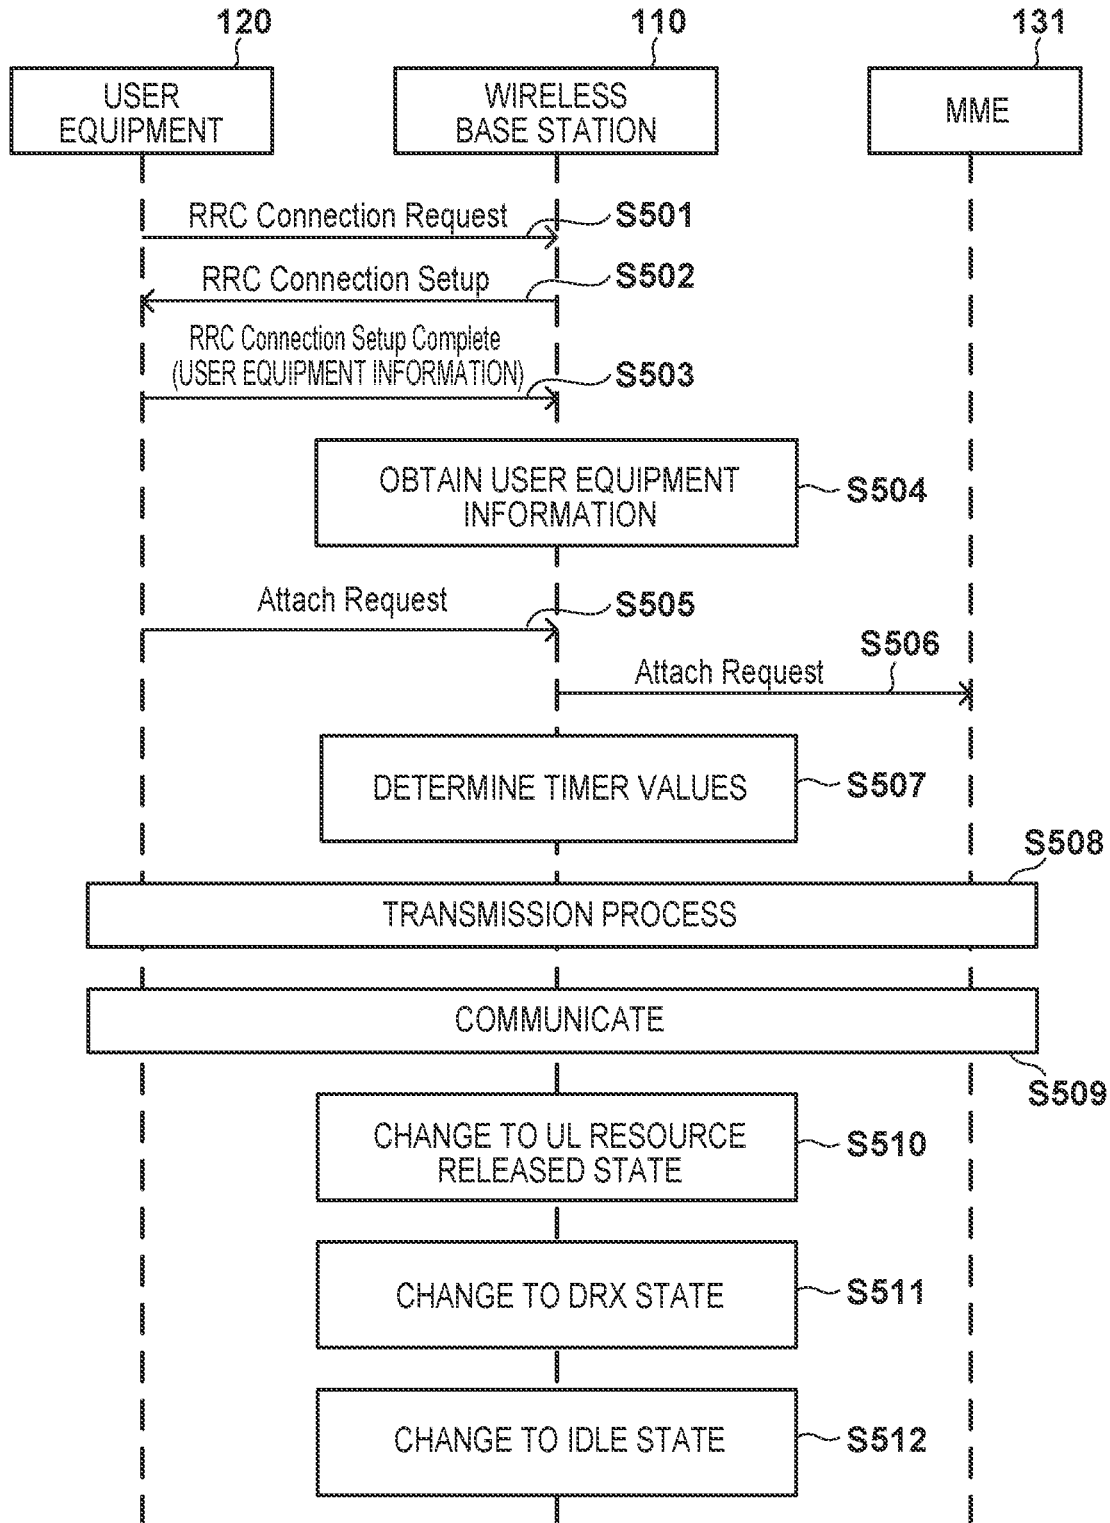 120
110
131
USER
EQUIPMENT
WIRELESS
BASE STATION
MME
RRC Connection Request
S501
RRC Connection Setup
S502
RRC Connection Setup Complete
(USER EQUIPMENT INFORMATION)
S503
OBTAIN USER EQUIPMENT
INFORMATION
S504
Attach Request
S505
S506
Attach Request
DETERMINE TIMER VALUES
S507
S508
TRANSMISSION PROCESS
COMMUNICATE
S509
CHANGE TO UL RESOURCE
RELEASED STATE
S510
CHANGE TO DRX STATE
S511
CHANGE TO IDLE STATE
S512